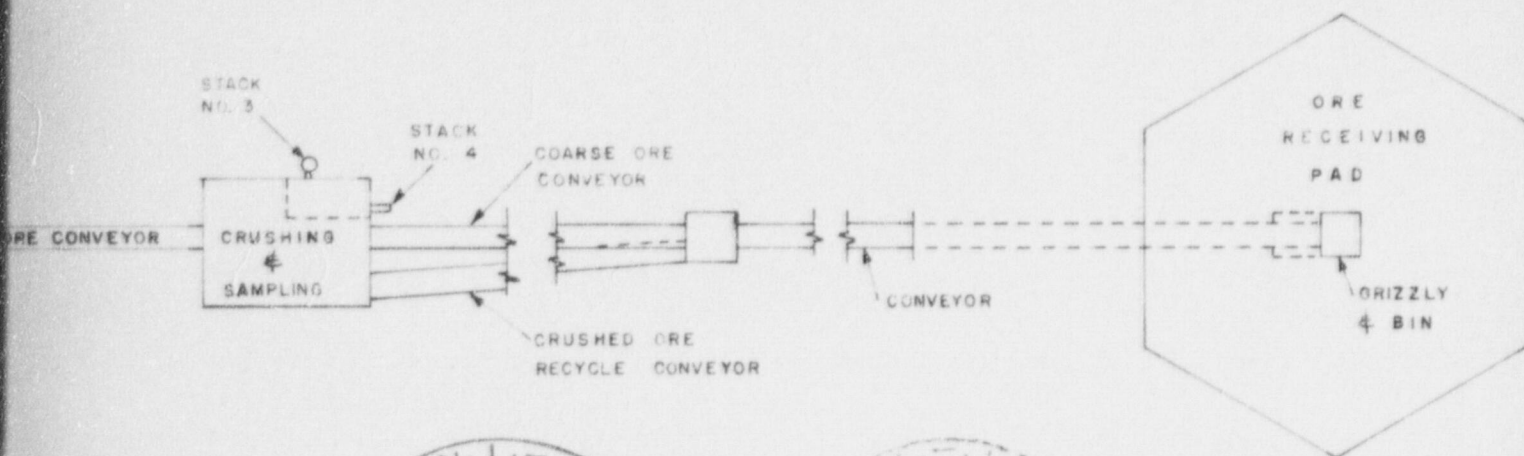 STACK
NO. 3
STACK
NO. 4
COARSE ORE
CONVEYOR
ORE CONVEYOR
CRUSHING
&
SAMPLING
CRUSHED ORE
RECYCLE CONVEYOR
CONVEYOR
ORE
RECEIVING
PAD
GRIZZLY
& BIN